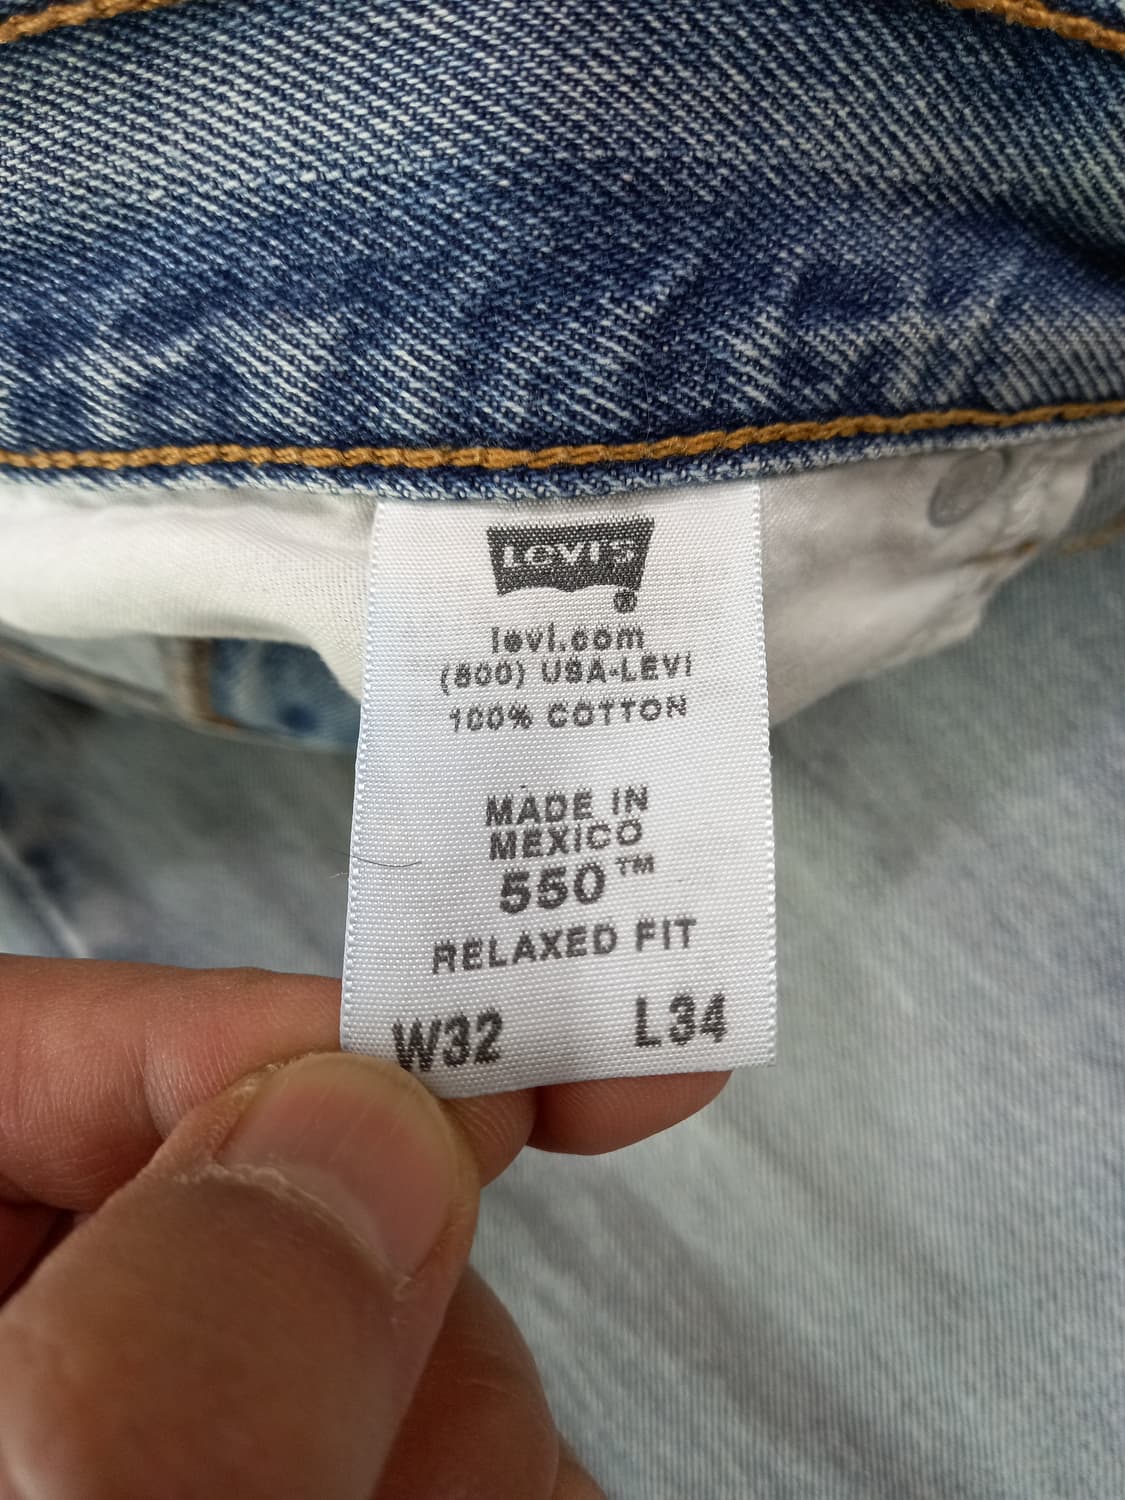 LEVI'S
®
levi.com
(800) USA-LEVI
100% COTTON
MADE IN
MEXICO
550™
RELAXED FIT
W32 L34